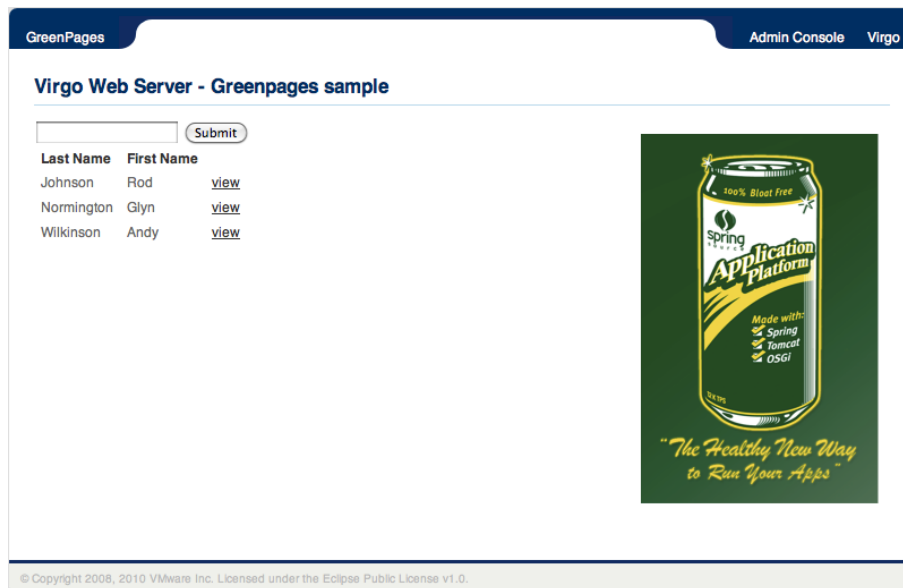 GreenPages Admin Console Virgo
Virgo Web Server - Greenpages sample
Submit
Last Name First Name
Johnson Rod view
Normington Glyn view
Wilkinson Andy view
100% Bloat Free
spring
source
Application
Platform
Made with:
Spring
Tomcat
OSGi
12 X TPS
"The Healthy New Way
to Run Your Apps"
© Copyright 2008, 2010 VMware Inc. Licensed under the Eclipse Public License v1.0.